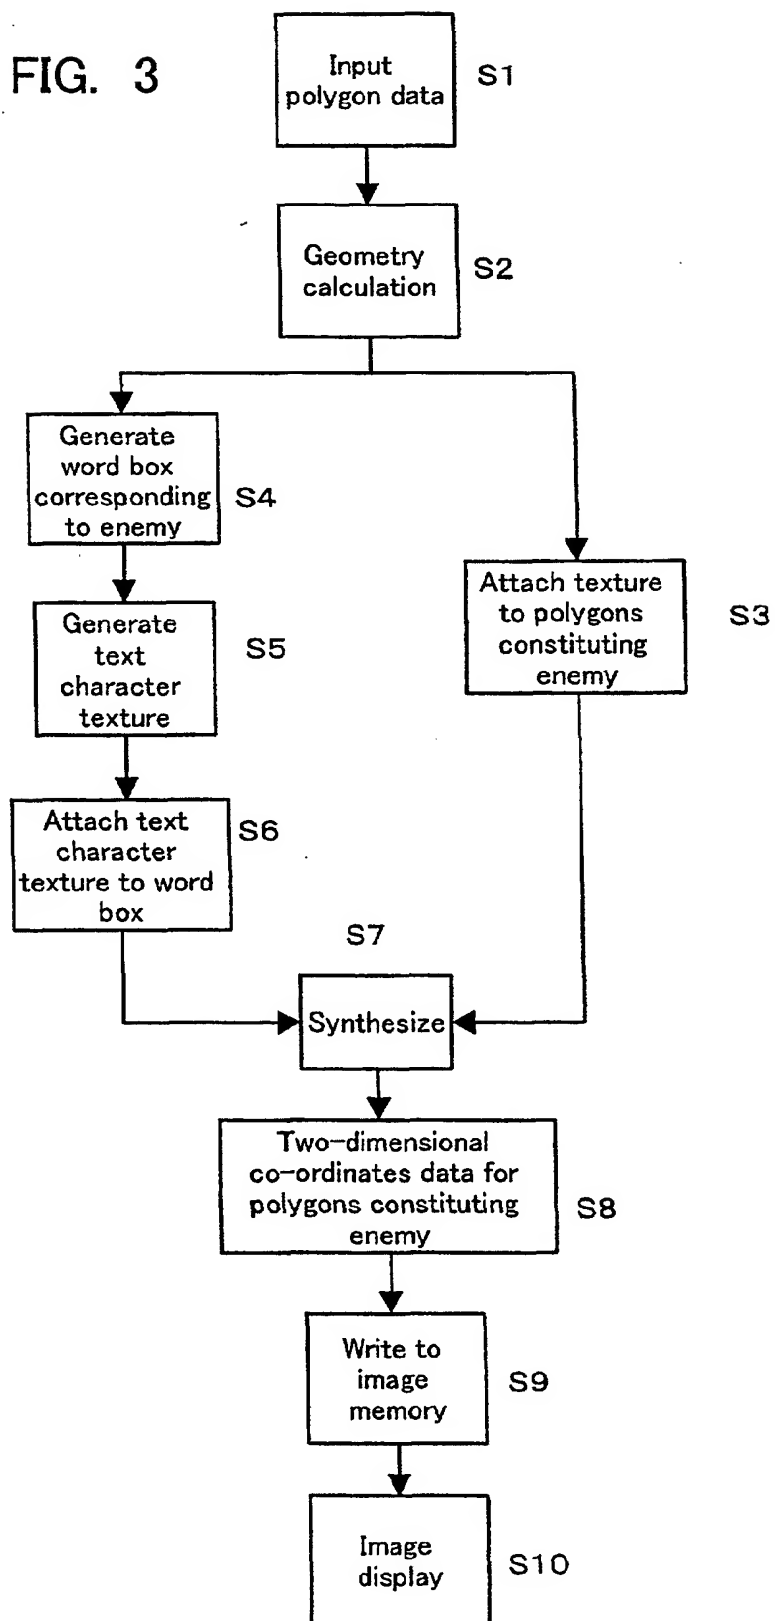 FIG. 3
Input
polygon data
S1
Geometry
calculation
S2
Generate
word box
corresponding
to enemy
S4
Attach texture
to polygons
constituting
enemy
S3
Generate
text
character
texture
S5
Attach text
character
texture to word
box
S6
S7
Synthesize
Two-dimensional
co-ordinates data for
polygons constituting
enemy
S8
Write to
image
memory
S9
Image
display
S10